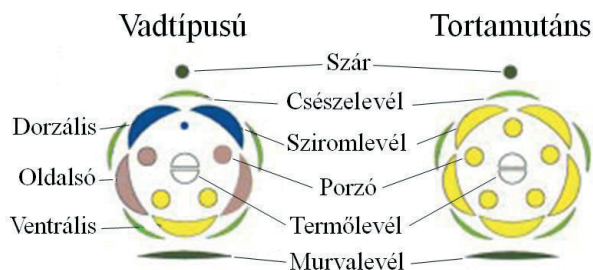 Vadtípusú Tortamutáns
Szár
Csészelevél
Dorzális Sziromlevél
Oldalsó Porzó
Ventrális Termőlevél
Murvalevél